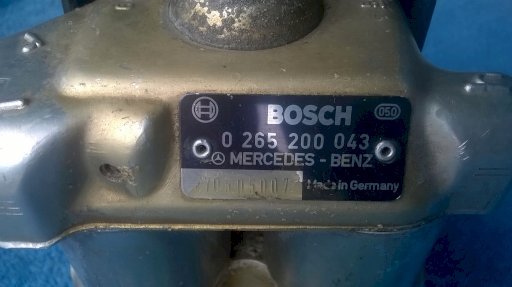 BOSCH
050
0 265 200 043
MERCEDES - BENZ
Made in Germany